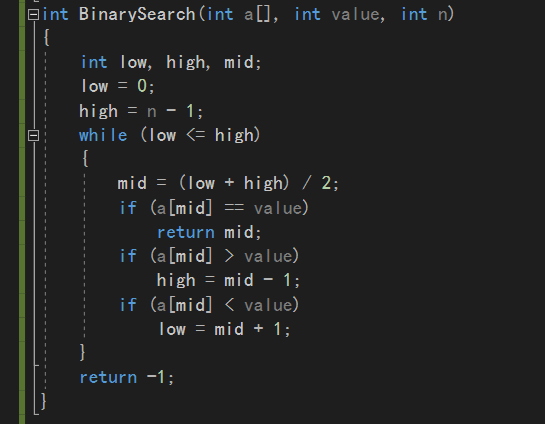 int BinarySearch(int a[], int value, int n)
{
    int low, high, mid;
    low = 0;
    high = n - 1;
    while (low <= high)
    {
        mid = (low + high) / 2;
        if (a[mid] == value)
            return mid;
        if (a[mid] > value)
            high = mid - 1;
        if (a[mid] < value)
            low = mid + 1;
    }
    return -1;
}